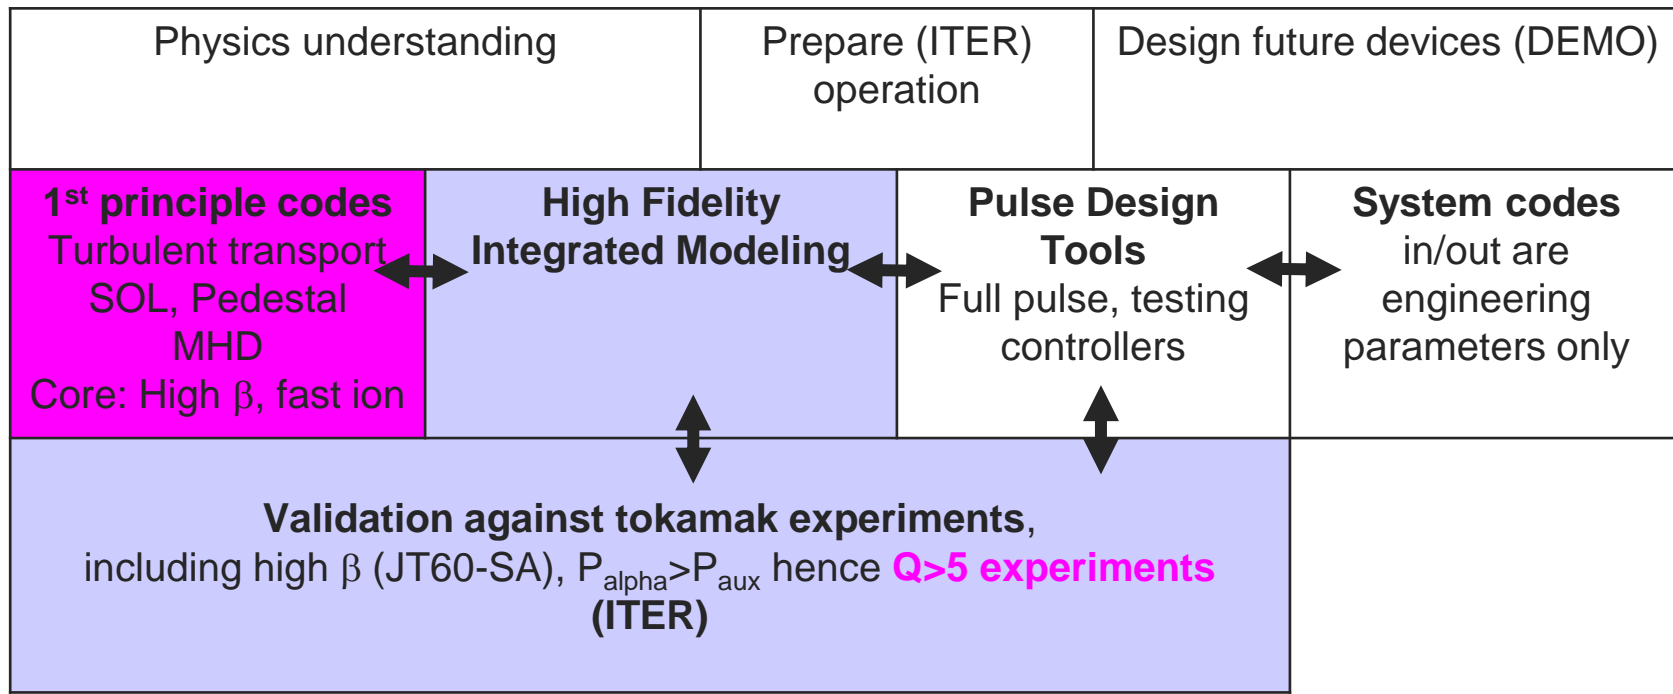 Physics understanding
Prepare (ITER)
operation
Design future devices (DEMO)
1st principle codes
Turbulent transport
SOL, Pedestal
MHD
Core: High β, fast ion
High Fidelity
Integrated Modeling
Pulse Design
Tools
Full pulse, testing
controllers
System codes
in/out are
engineering
parameters only
Validation against tokamak experiments,
including high β (JT60-SA), Palpha>Paux hence Q>5 experiments
(ITER)